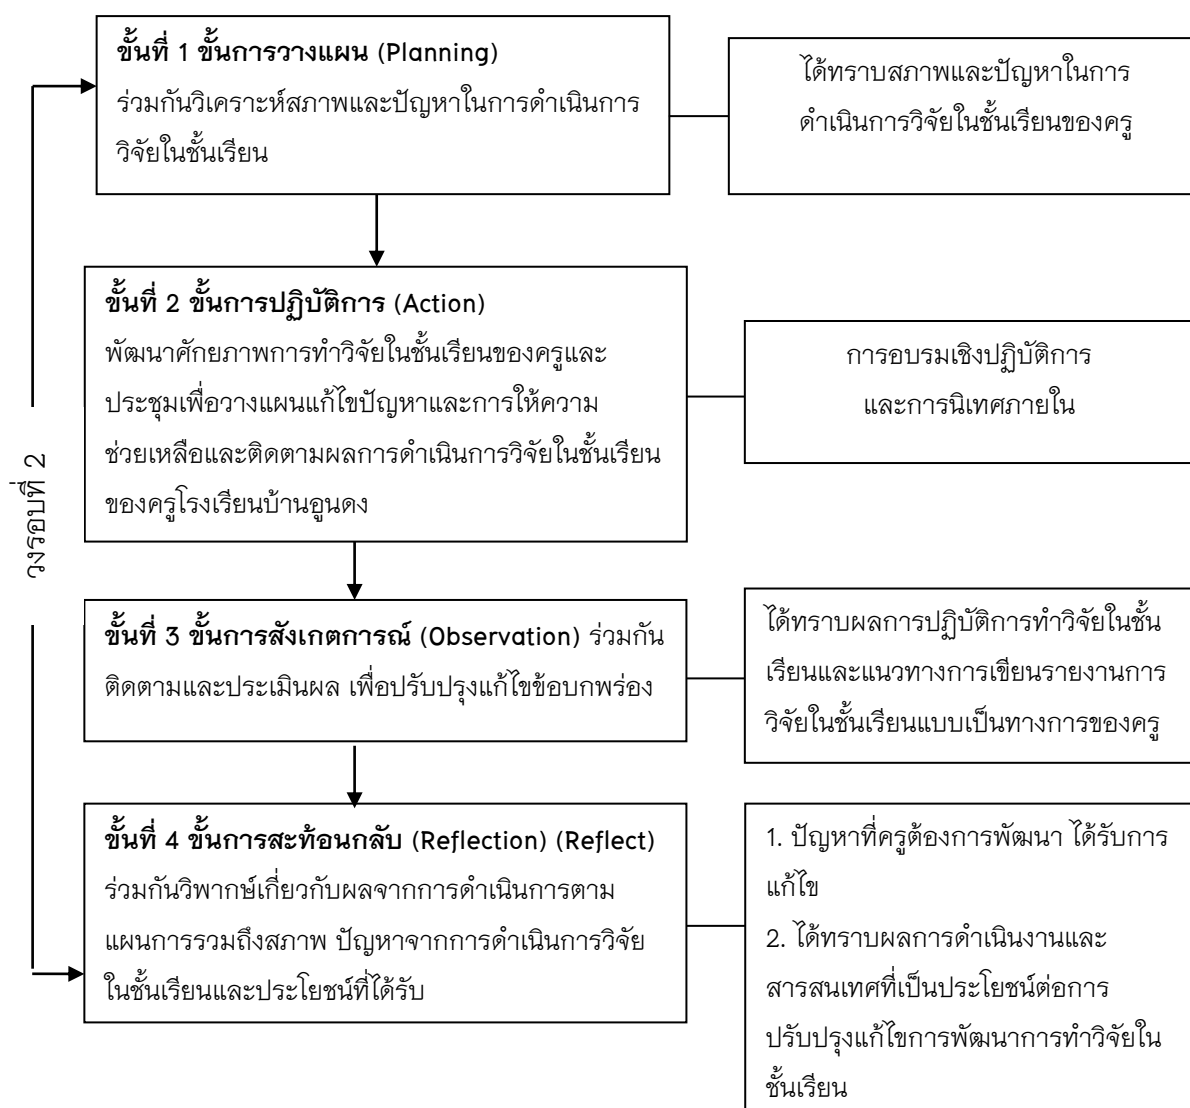 ขั้นที่ 1 ขั้นการวางแผน (Planning)
ร่วมกันวิเคราะห์สภาพและปัญหาในการดำเนินการ
วิจัยในชั้นเรียน
ได้ทราบสภาพและปัญหาในการ
ดำเนินการวิจัยในชั้นเรียนของครู
ขั้นที่ 2 ขั้นการปฏิบัติการ (Action)
พัฒนาศักยภาพการทำวิจัยในชั้นเรียนของครูและ
ประชุมเพื่อวางแผนแก้ไขปัญหาและการให้ความ
ช่วยเหลือและติดตามผลการดำเนินการวิจัยในชั้นเรียน
ของครูโรงเรียนบ้านอูนดง
การอบรมเชิงปฏิบัติการ
และการนิเทศภายใน
วงรอบที่ 2
ขั้นที่ 3 ขั้นการสังเกตการณ์ (Observation) ร่วมกัน
ติดตามและประเมินผล เพื่อปรับปรุงแก้ไขข้อบกพร่อง
ได้ทราบผลการปฏิบัติการทำวิจัยในชั้น
เรียนและแนวทางการเขียนรายงานการ
วิจัยในชั้นเรียนแบบเป็นทางการของครู
ขั้นที่ 4 ขั้นการสะท้อนกลับ (Reflection) (Reflect)
ร่วมกันวิพากษ์เกี่ยวกับผลจากการดำเนินการตาม
แผนการรวมถึงสภาพ ปัญหาจากการดำเนินการวิจัย
ในชั้นเรียนและประโยชน์ที่ได้รับ
1. ปัญหาที่ครูต้องการพัฒนา ได้รับการ
แก้ไข
2. ได้ทราบผลการดำเนินงานและ
สารสนเทศที่เป็นประโยชน์ต่อการ
ปรับปรุงแก้ไขการพัฒนาการทำวิจัยใน
ชั้นเรียน